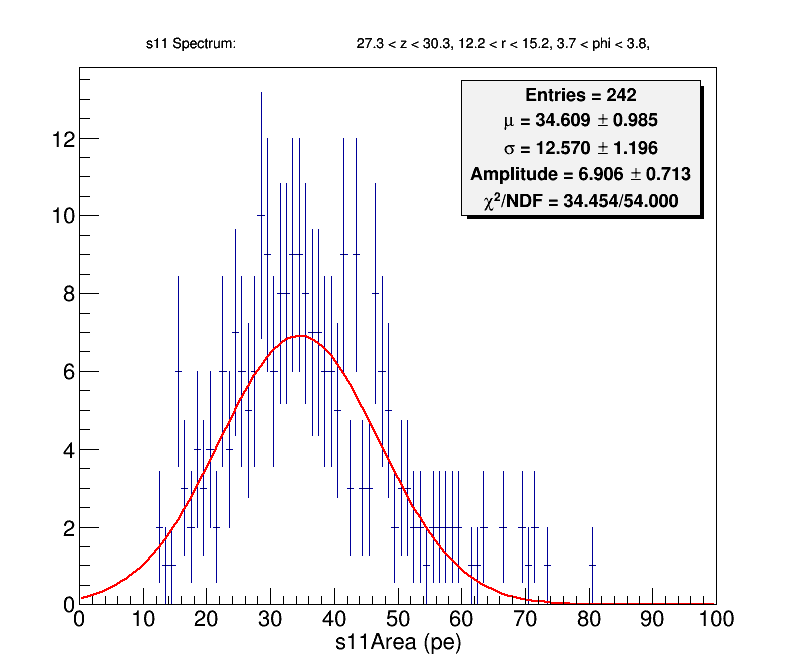 s11 Spectrum: 27.3 < z < 30.3, 12.2 < r < 15.2, 3.7 < phi < 3.8,
Entries = 242
μ = 34.609 ± 0.985
σ = 12.570 ± 1.196
Amplitude = 6.906 ± 0.713
χ²/NDF = 34.454/54.000
12
10
8
6
4
2
0
0 10 20 30 40 50 60 70 80 90 100
s11Area (pe)